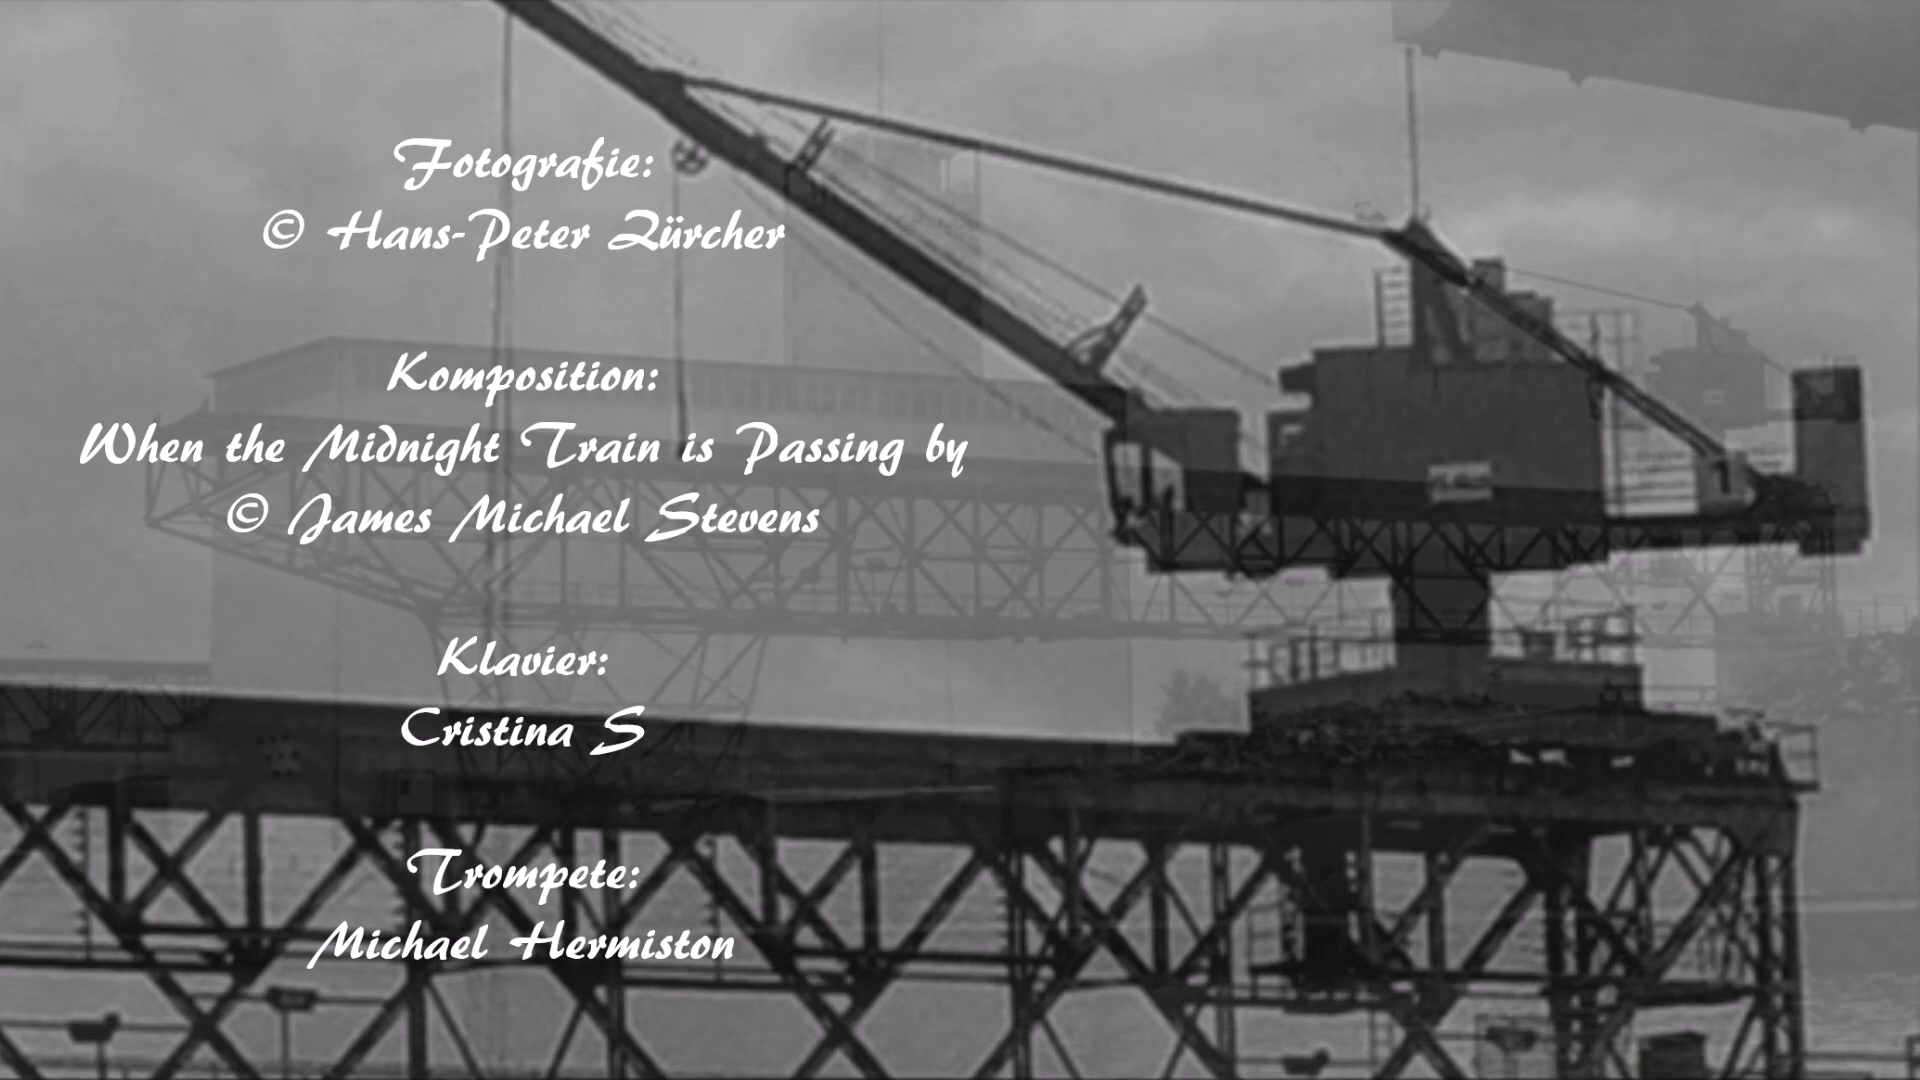 Fotografie:
© Hans-Peter Zürcher
Komposition:
When the Midnight Train is Passing by
© James Michael Stevens
Klavier:
Cristina S
Trompete:
Michael Hermiston